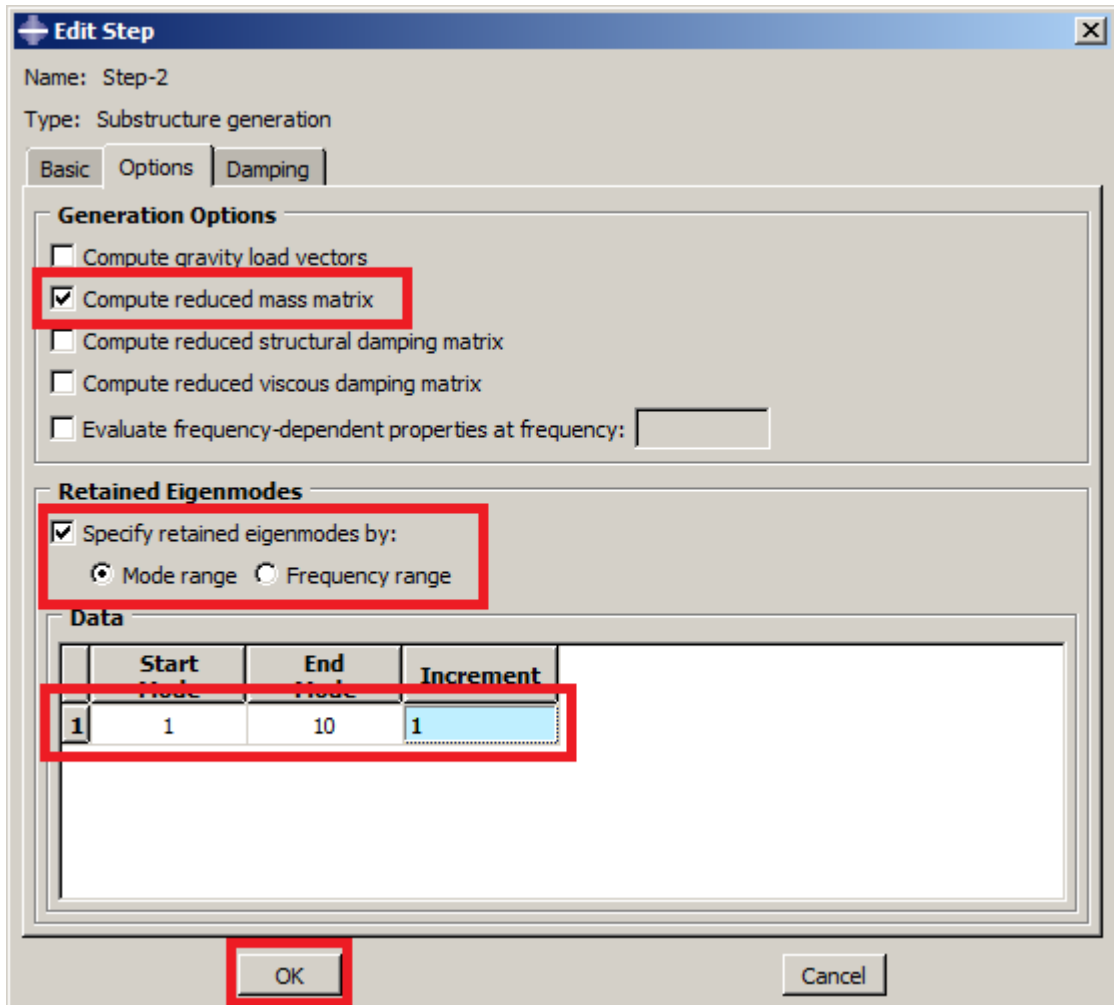 Edit Step
Name: Step-2
Type: Substructure generation
Basic Options Damping
Generation Options
Compute gravity load vectors
Compute reduced mass matrix
Compute reduced structural damping matrix
Compute reduced viscous damping matrix
Evaluate frequency-dependent properties at frequency:
Retained Eigenmodes
Specify retained eigenmodes by:
Mode range Frequency range
Data
Start Mode End Mode Increment
1 1 10 1
OK Cancel